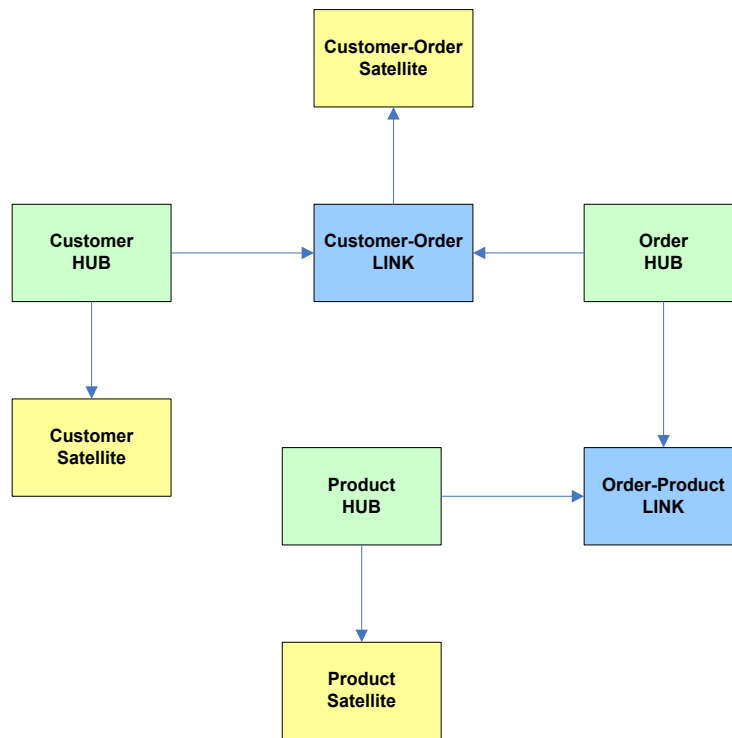 Customer-Order
Satellite
Customer
HUB
Customer-Order
LINK
Order
HUB
Customer
Satellite
Product
HUB
Order-Product
LINK
Product
Satellite